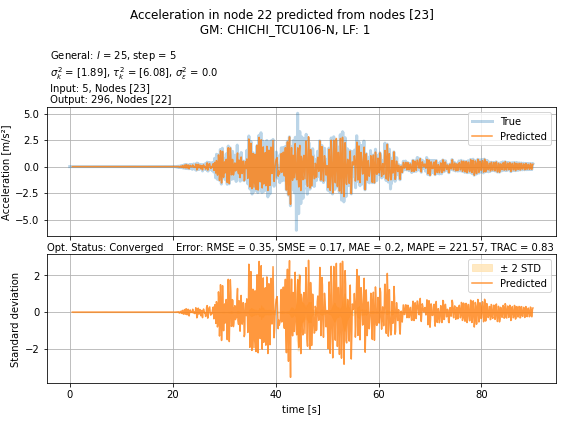 Acceleration in node 22 predicted from nodes [23]
GM: CHICHI_TCU106-N, LF: 1
General: l = 25, step = 5
σ²ₖ = [1.89], τ²ₖ = [6.08], σ²ε = 0.0
Input: 5, Nodes [23]
Output: 296, Nodes [22]
Acceleration [m/s²]
5.0
2.5
0.0
−2.5
−5.0
True
Predicted
Opt. Status: Converged Error: RMSE = 0.35, SMSE = 0.17, MAE = 0.2, MAPE = 221.57, TRAC = 0.83
Standard deviation
2
0
−2
± 2 STD
Predicted
0 20 40 60 80
time [s]